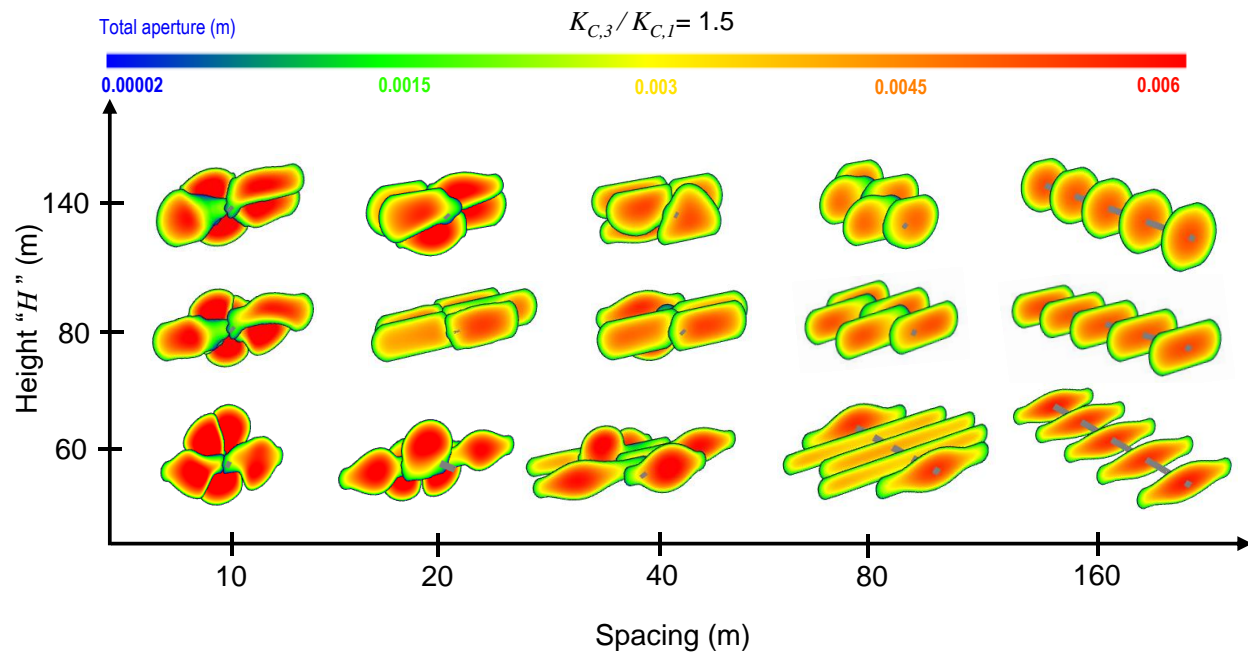 K_{C,3} / K_{C,1} = 1.5
Total aperture (m)
0.00002 0.0015 0.003 0.0045 0.006
Height “H” (m)
140
80
60
10 20 40 80 160
Spacing (m)